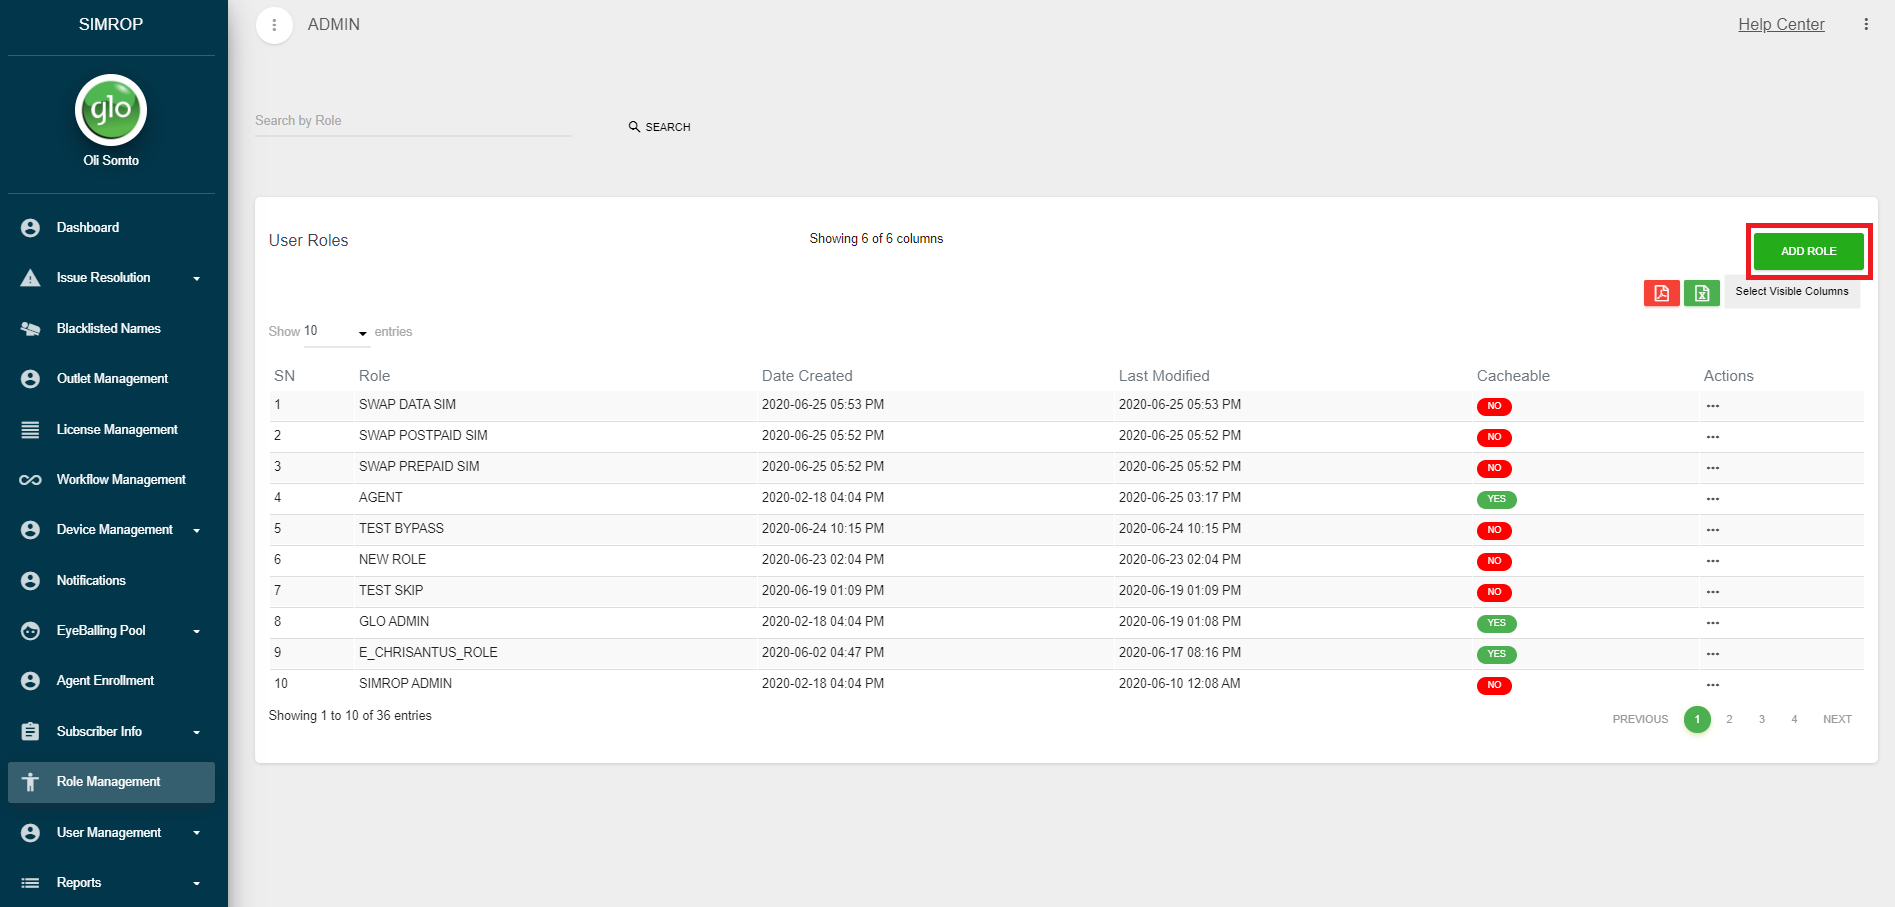 SIMROP
glo
Oli Somto
Dashboard
Issue Resolution
Blacklisted Names
Outlet Management
License Management
Workflow Management
Device Management
Notifications
EyeBalling Pool
Agent Enrollment
Subscriber Info
Role Management
User Management
Reports
ADMIN
Help Center
Search by Role
SEARCH
User Roles
Showing 6 of 6 columns
ADD ROLE
Select Visible Columns
Show 10 entries
SN Role Date Created Last Modified Cacheable Actions
1 SWAP DATA SIM 2020-06-25 05:53 PM 2020-06-25 05:53 PM NO
2 SWAP POSTPAID SIM 2020-06-25 05:52 PM 2020-06-25 05:52 PM NO
3 SWAP PREPAID SIM 2020-06-25 05:52 PM 2020-06-25 05:52 PM NO
4 AGENT 2020-02-18 04:04 PM 2020-06-25 03:17 PM YES
5 TEST BYPASS 2020-06-24 10:15 PM 2020-06-24 10:15 PM NO
6 NEW ROLE 2020-06-23 02:04 PM 2020-06-23 02:04 PM NO
7 TEST SKIP 2020-06-19 01:09 PM 2020-06-19 01:09 PM NO
8 GLO ADMIN 2020-02-18 04:04 PM 2020-06-19 01:08 PM YES
9 E_CHRISANTUS_ROLE 2020-06-02 04:47 PM 2020-06-17 08:16 PM YES
10 SIMROP ADMIN 2020-02-18 04:04 PM 2020-06-10 12:08 AM NO
Showing 1 to 10 of 36 entries
PREVIOUS 1 2 3 4 NEXT